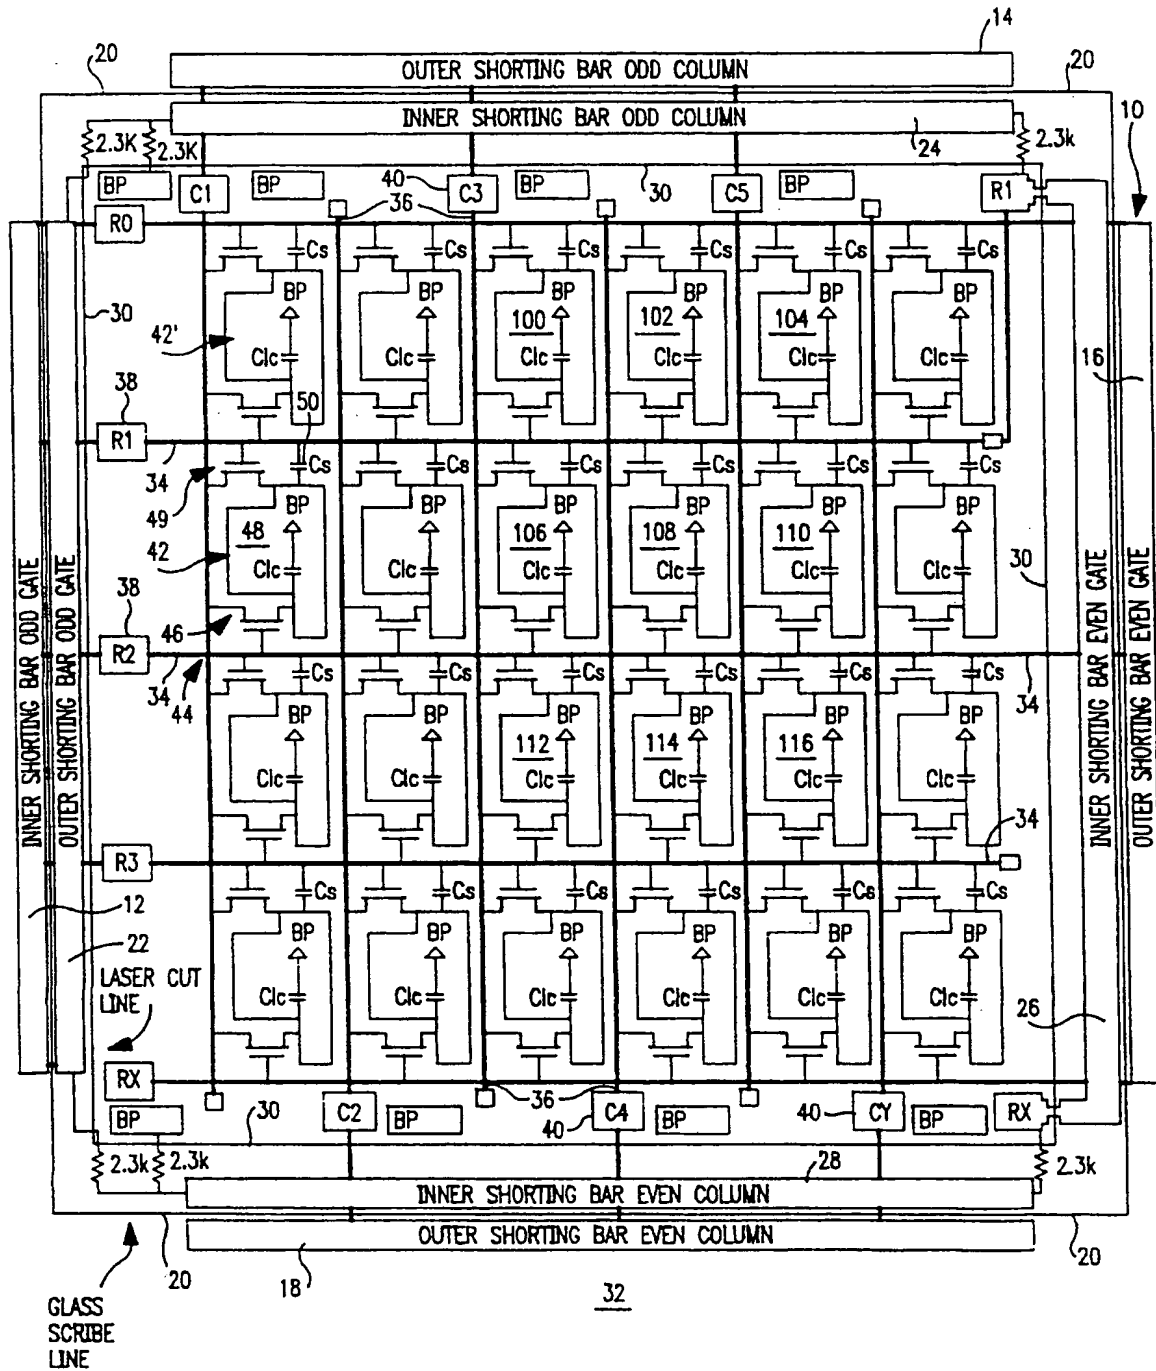 14
20
OUTER SHORTING BAR ODD COLUMN
20
INNER SHORTING BAR ODD COLUMN
10
2.3K
2.3K
24
2.3k
BP
C1
BP
40
C3
30
BP
C5
BP
R1
R0
36
Cs
Cs
Cs
Cs
Cs
Cs
30
BP
BP
BP
BP
BP
BP
42'
100
102
104
Clc
Clc
Clc
Clc
Clc
Clc
16
38
50
R1
34
Cs
Cs
Cs
Cs
Cs
Cs
49
BP
BP
BP
BP
BP
BP
48
106
108
110
42
Clc
Clc
Clc
Clc
Clc
Clc
30
INNER SHORTING BAR ODD GATE
OUTER SHORTING BAR ODD GATE
INNER SHORTING BAR EVEN GATE
OUTER SHORTING BAR EVEN GATE
38
46
R2
34
44
Cs
Cs
Cs
Cs
Cs
Cs
34
BP
BP
BP
BP
BP
BP
112
114
116
Clc
Clc
Clc
Clc
Clc
Clc
34
R3
12
Cs
Cs
Cs
Cs
Cs
Cs
22
BP
BP
BP
BP
BP
BP
LASER CUT
LINE
Clc
Clc
Clc
Clc
Clc
Clc
26
RX
36
BP
C2
BP
40
C4
BP
40
CY
BP
RX
30
2.3k
2.3k
28
2.3k
INNER SHORTING BAR EVEN COLUMN
OUTER SHORTING BAR EVEN COLUMN
20
18
20
32
GLASS
SCRIBE
LINE